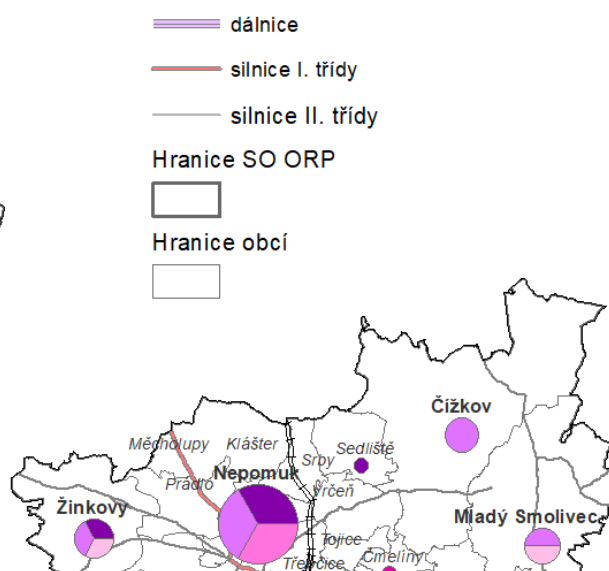 dálnice
silnice I. třídy
silnice II. třídy
Hranice SO ORP
Hranice obcí
Čížkov
Měcholupy
Klášter
Sedliště
Srby
Nepomuk
Prádlo
Vrčeň
Žinkovy
Mladý Smolivec
Tojice
Čmelíny
Třebčice